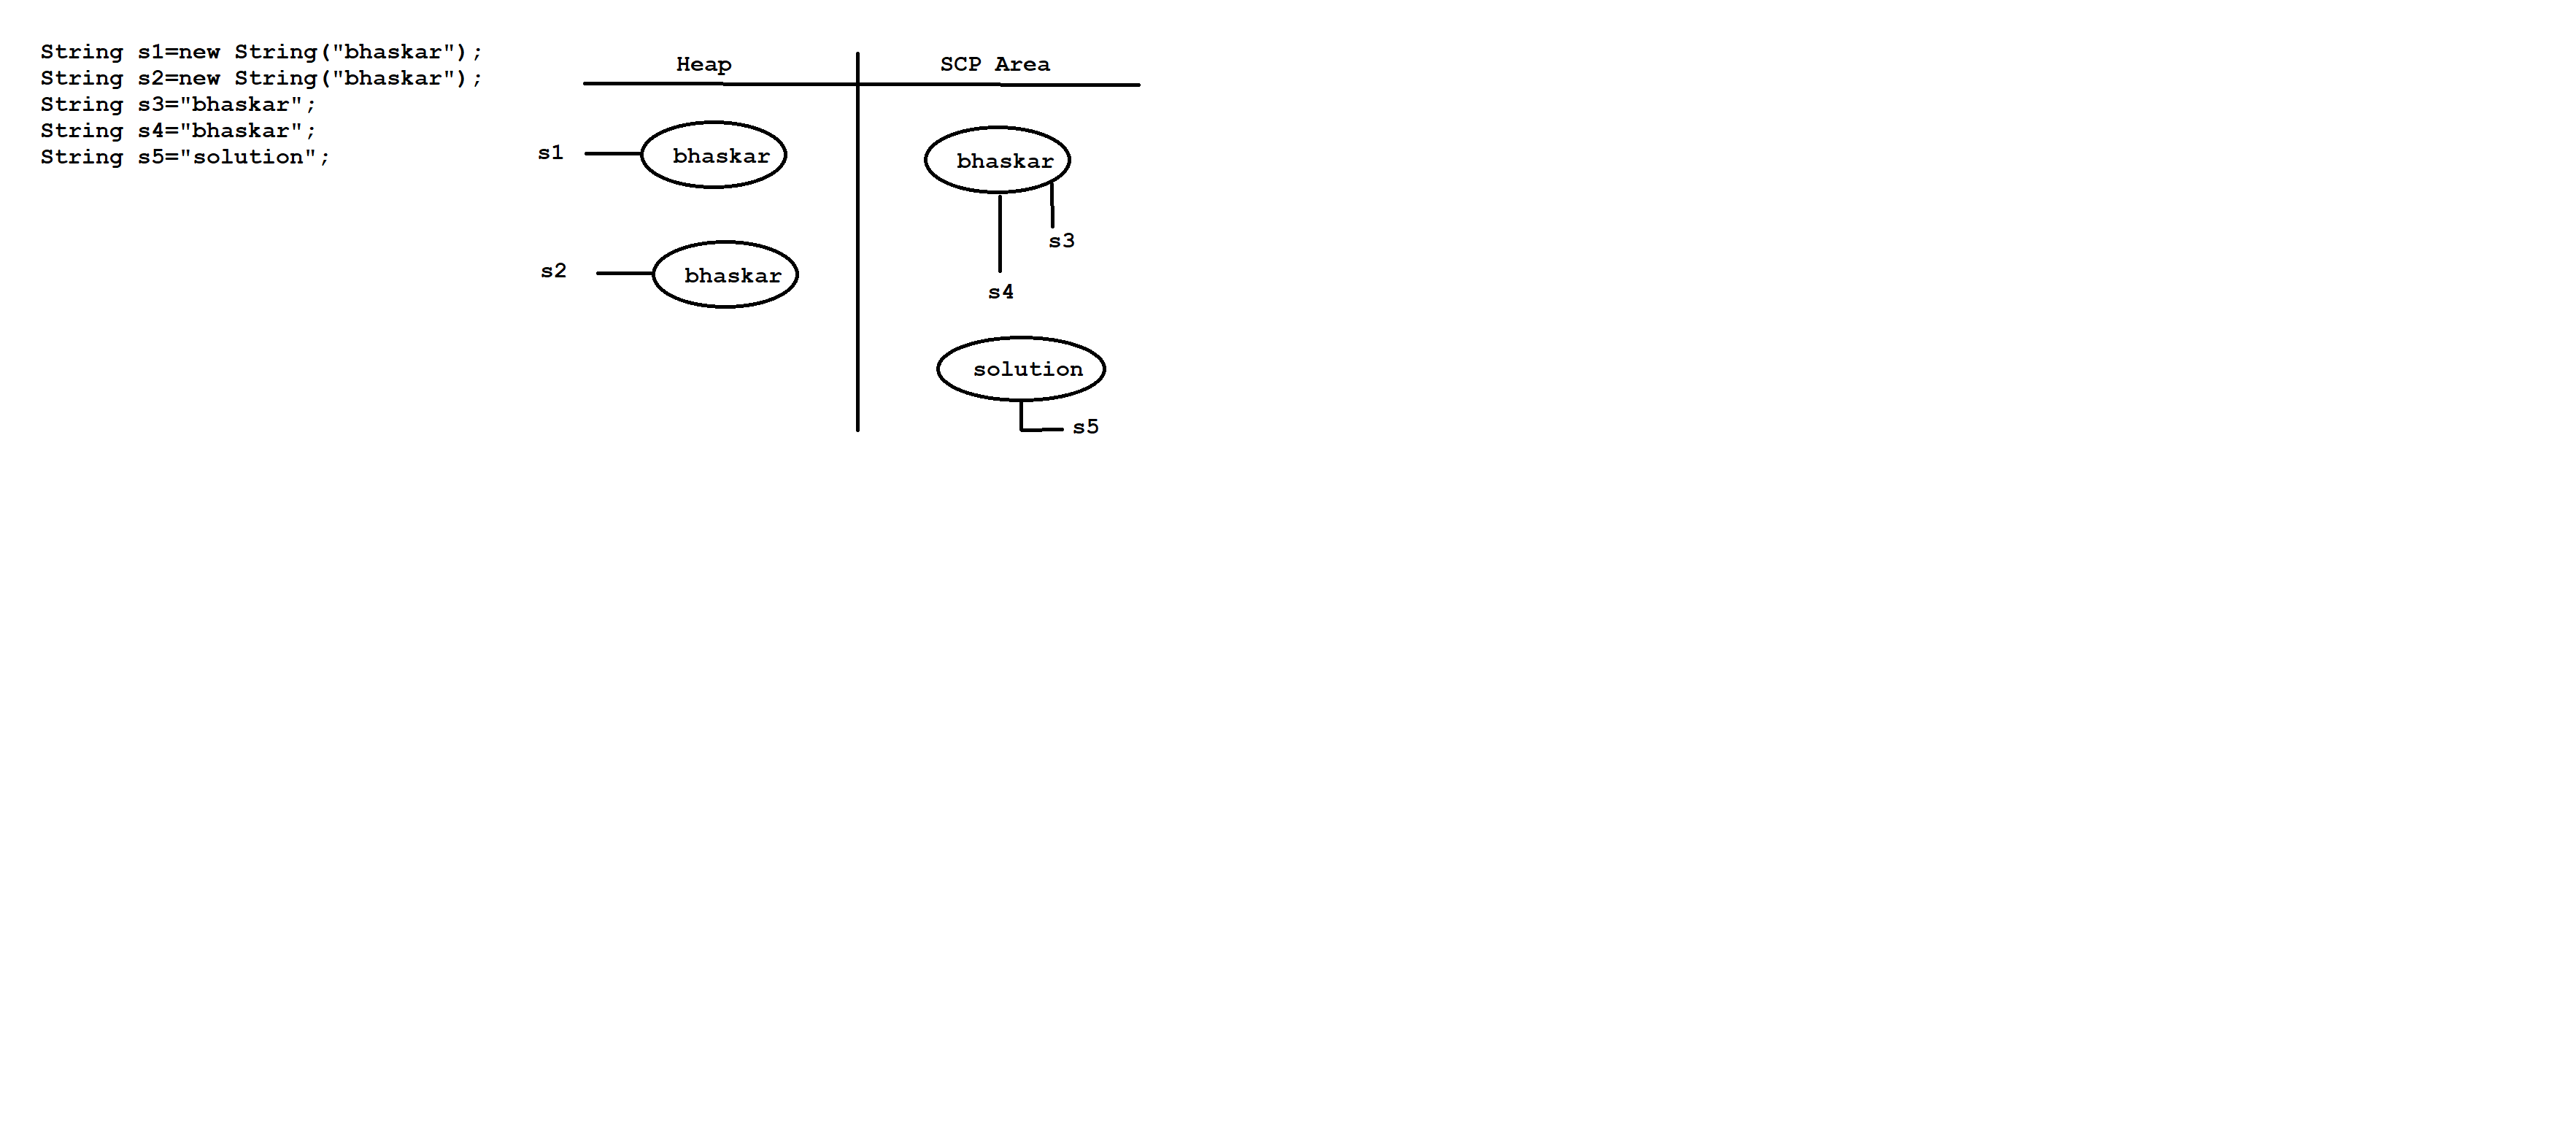 String s1=new String("bhaskar");
String s2=new String("bhaskar");
String s3="bhaskar";
String s4="bhaskar";
String s5="solution";
Heap
SCP Area
s1
bhaskar
bhaskar
s3
s2
bhaskar
s4
solution
s5